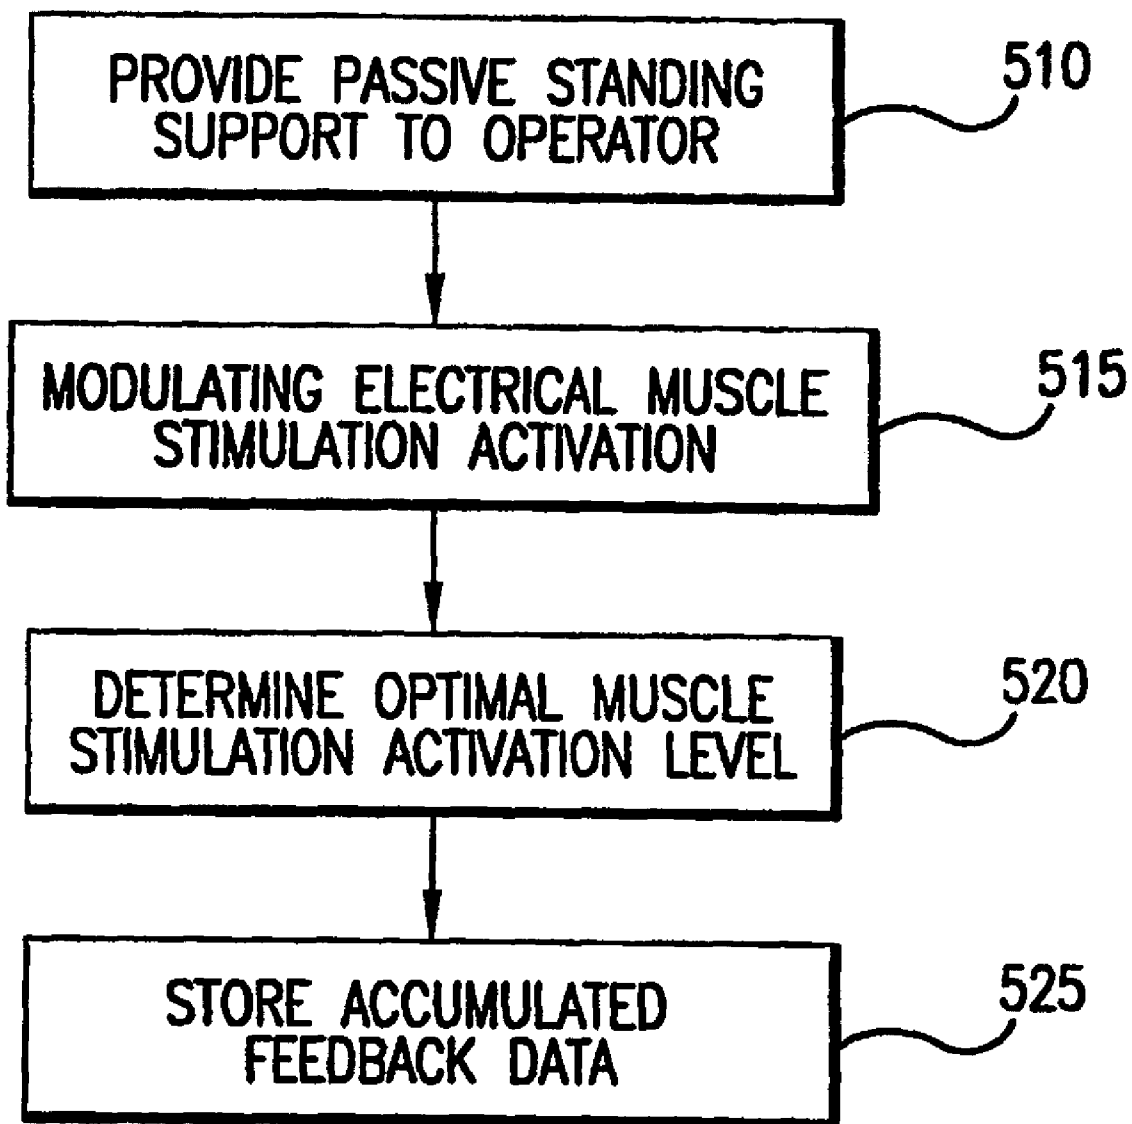 PROVIDE PASSIVE STANDING
SUPPORT TO OPERATOR
510
MODULATING ELECTRICAL MUSCLE
STIMULATION ACTIVATION
515
DETERMINE OPTIMAL MUSCLE
STIMULATION ACTIVATION LEVEL
520
STORE ACCUMULATED
FEEDBACK DATA
525